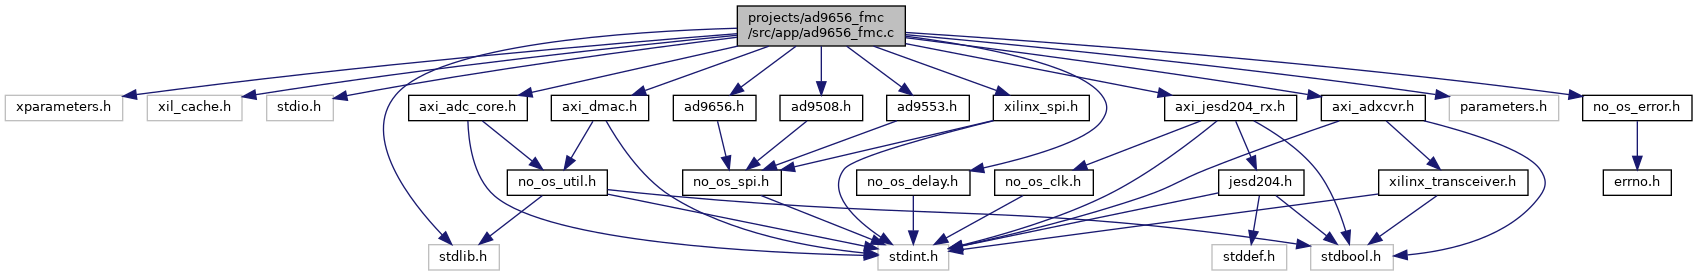 projects/ad9656_fmc
/src/app/ad9656_fmc.c
xparameters.h
xil_cache.h
stdio.h
axi_adc_core.h
axi_dmac.h
ad9656.h
ad9508.h
ad9553.h
xilinx_spi.h
axi_jesd204_rx.h
axi_adxcvr.h
parameters.h
no_os_error.h
no_os_util.h
no_os_spi.h
no_os_delay.h
no_os_clk.h
jesd204.h
xilinx_transceiver.h
errno.h
stdlib.h
stdint.h
stddef.h
stdbool.h